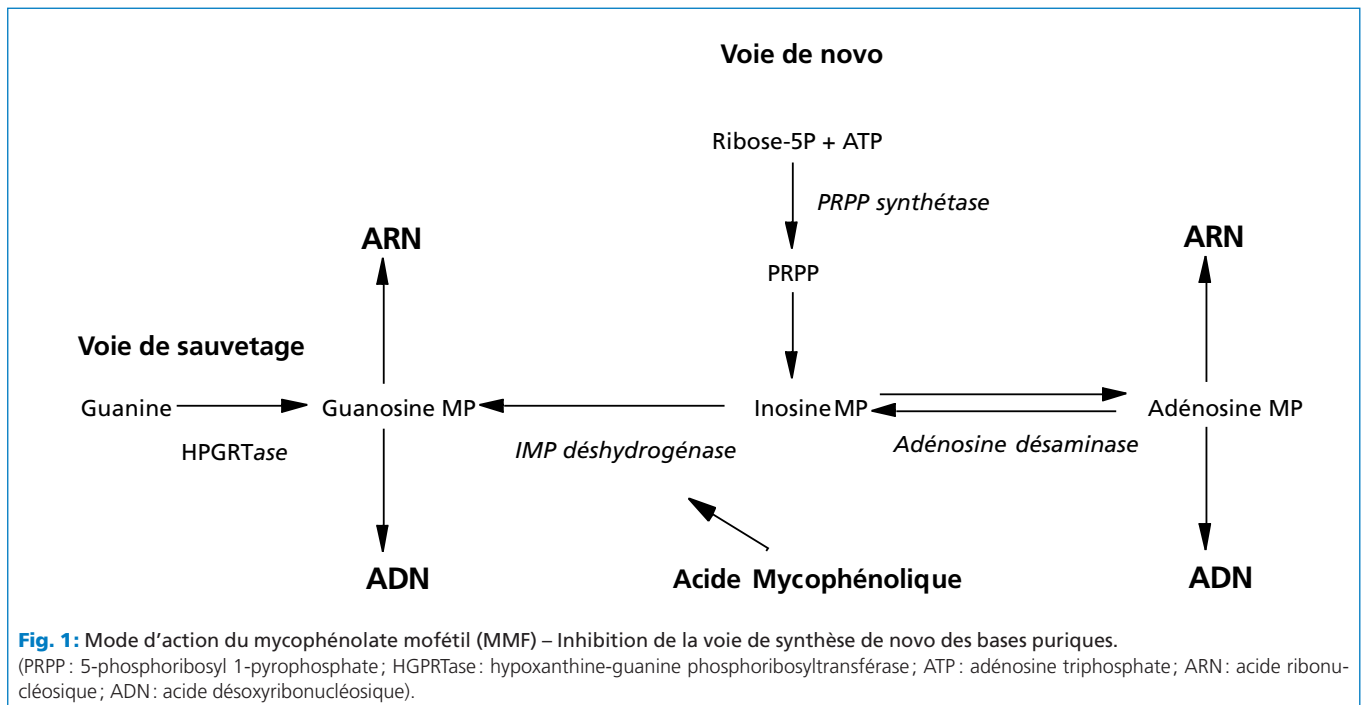 Voie de novo
Ribose-5P + ATP
PRPP synthétase
ARN
ARN
PRPP
Voie de sauvetage
Guanine
Guanosine MP
Inosine MP
Adénosine MP
HPGRTase
IMP déshydrogénase
Adénosine désaminase
ADN
Acide Mycophénolique
ADN
Fig. 1: Mode d'action du mycophénolate mofétil (MMF) – Inhibition de la voie de synthèse de novo des bases puriques.
(PRPP : 5-phosphoribosyl 1-pyrophosphate ; HGPRTase : hypoxanthine-guanine phosphoribosyltransférase ; ATP : adénosine triphosphate ; ARN : acide ribonu-
cléosique ; ADN : acide désoxyribonucléosique).